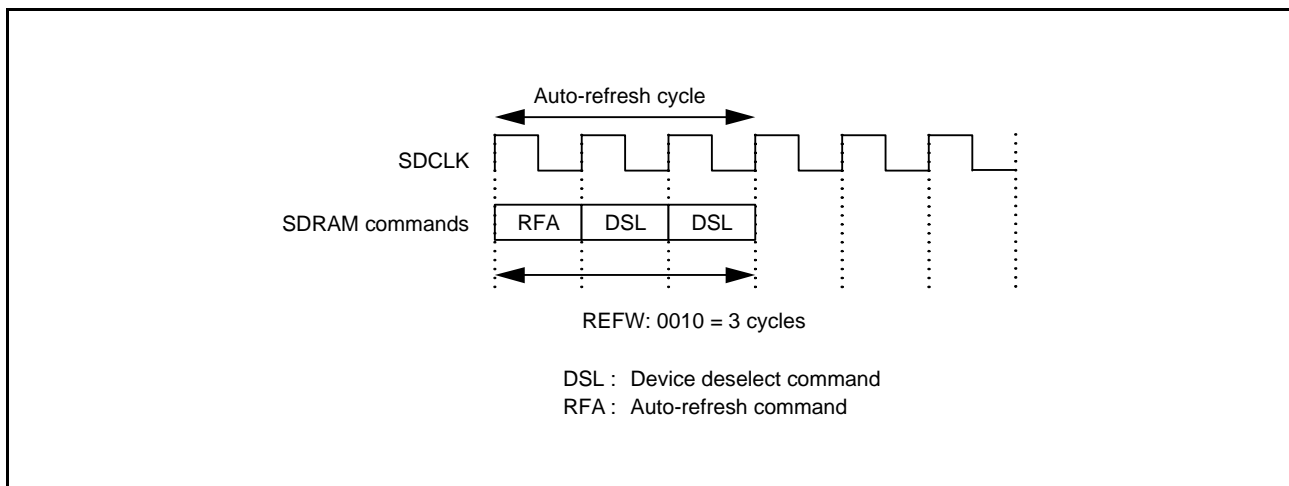 Auto-refresh cycle
SDCLK
SDRAM commands RFA DSL DSL
REFW: 0010 = 3 cycles
DSL : Device deselect command
RFA : Auto-refresh command